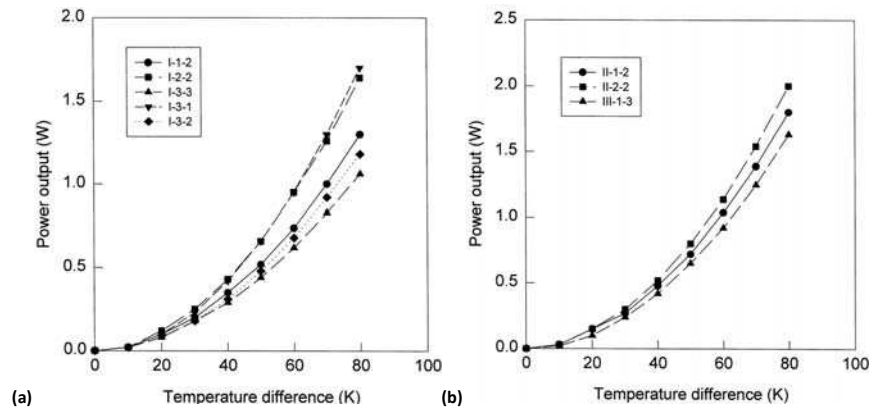 2.0
1.5
1.0
0.5
0.0
0 20 40 60 80 100
Power output (W)
Temperature difference (K)
I-1-2
I-2-2
I-3-3
I-3-1
I-3-2
(a)
2.5
2.0
1.5
1.0
0.5
0.0
0 20 40 60 80 100
Power output (W)
Temperature difference (K)
II-1-2
II-2-2
III-1-3
(b)